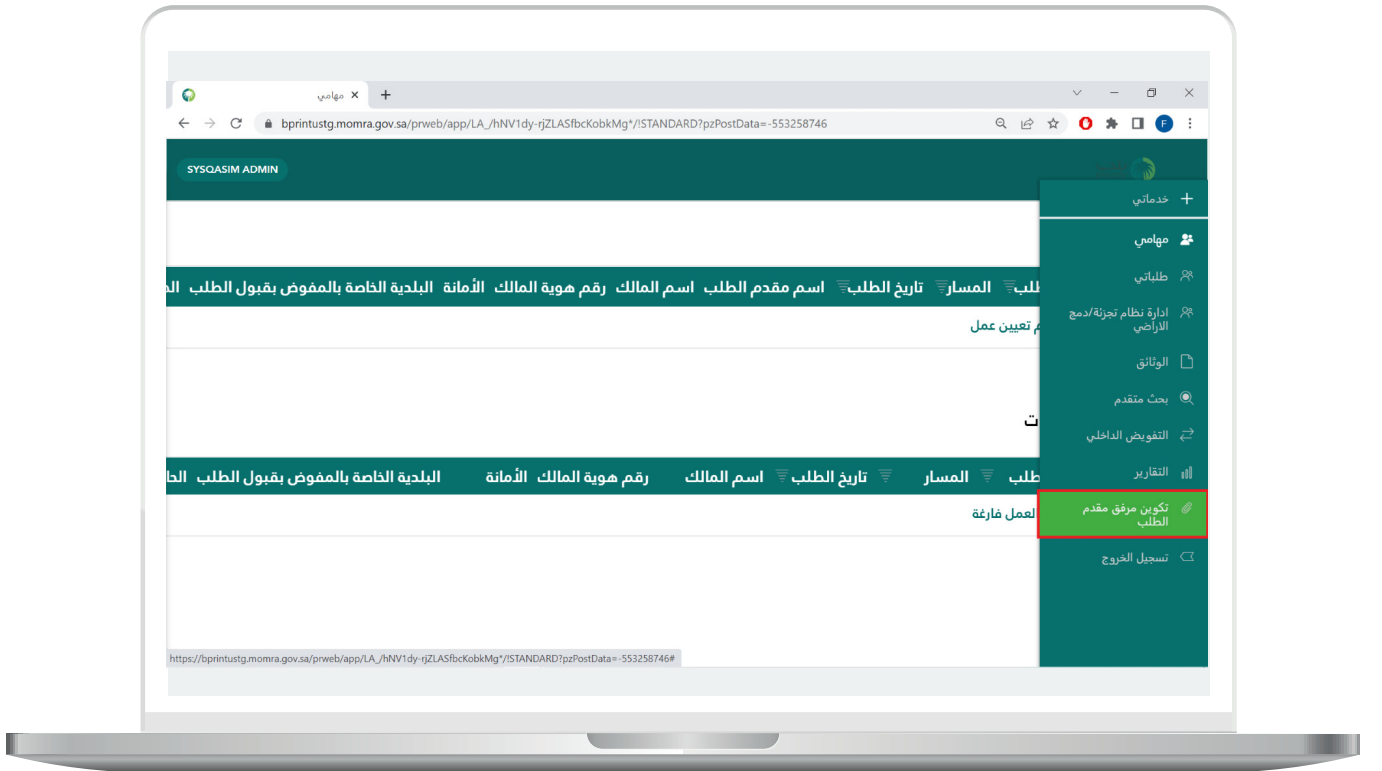 مهامي
bprintustg.momra.gov.sa/prweb/app/LA_/hNV1dy-rjZLASfbcKobkMg*/!STANDARD?pzPostData=-553258746
F
SYSQASIM ADMIN
خدماتي
مهامي
طلباتي
ادارة نظام تجزئة/دمج
الاراضي
الوثائق
بحث متقدم
التفويض الداخلي
التقارير
تكوين مرفق مقدم
الطلب
تسجيل الخروج
المسار تاريخ الطلب اسم مقدم الطلب اسم المالك رقم هوية المالك الأمانة البلدية الخاصة بالمفوض بقبول الطلب
تعيين عمل
ات
طلب المسار تاريخ الطلب اسم المالك رقم هوية المالك الأمانة البلدية الخاصة بالمفوض بقبول الطلب الحا
العمل فارغة
https://bprintustg.momra.gov.sa/prweb/app/LA_/hNV1dy-rjZLASfbcKobkMg*/!STANDARD?pzPostData=-553258746#